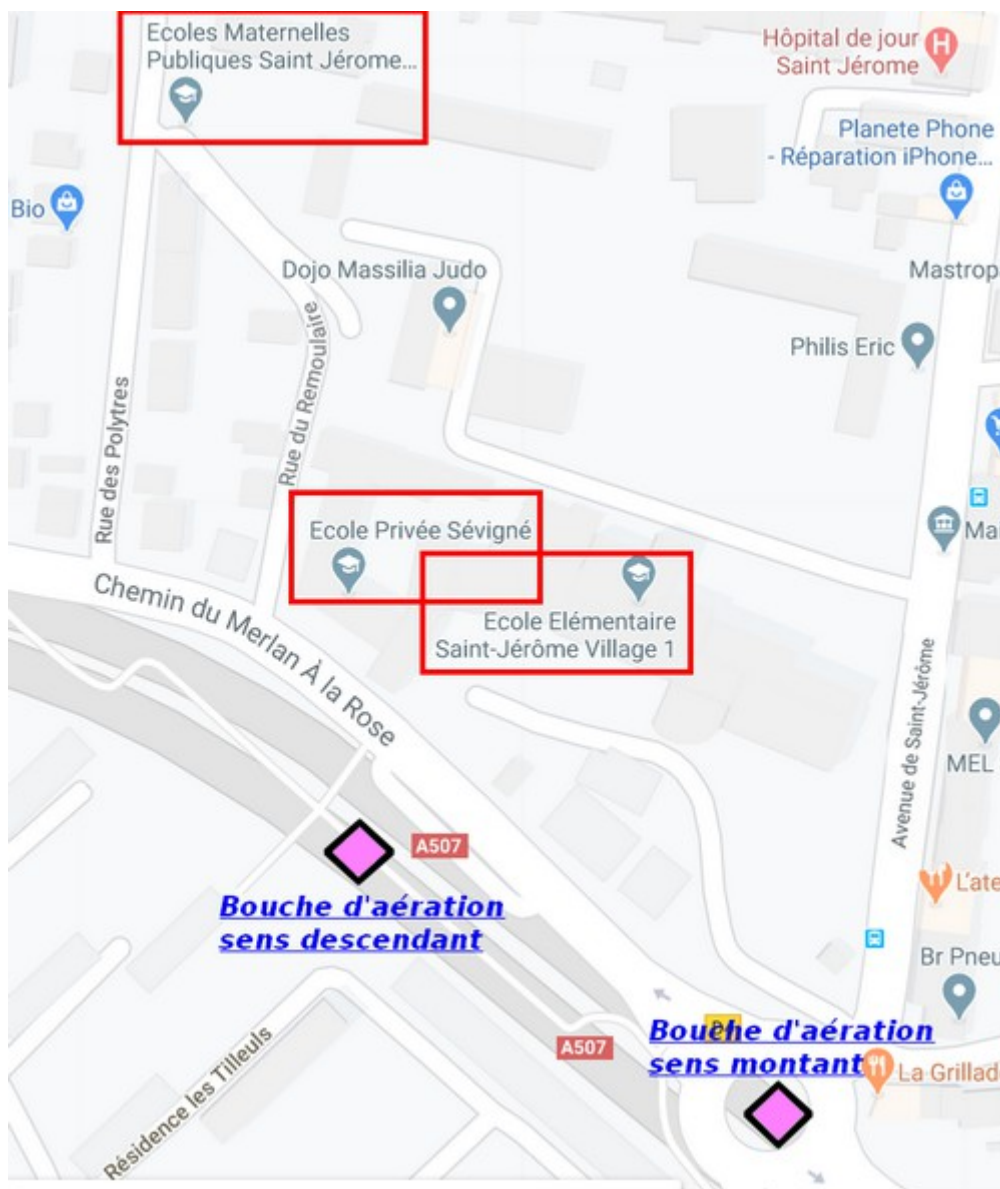 Ecoles Maternelles
Publiques Saint Jérome...
Hôpital de jour
Saint Jérome
H
Planete Phone
- Réparation iPhone...
Bio
Dojo Massilia Judo
Mastrop
Philis Eric
Rue du Remoulaire
Rue des Polytres
Ecole Privée Sévigné
Mai
Ecole Elémentaire
Saint-Jérôme Village 1
Chemin du Merlan À la Rose
Avenue de Saint-Jérôme
MEL
A507
L'ate
Bouche d'aération
sens descendant
Br Pneu
Bouche d'aération
sens montant
A507
La Grillad
Résidence les Tilleuls